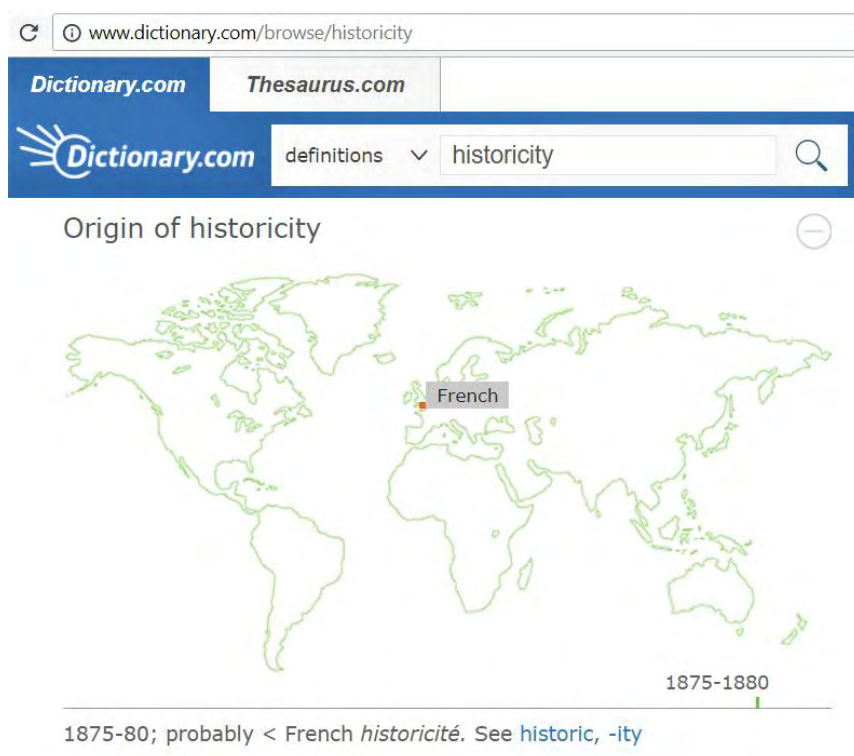 www.dictionary.com/browse/historicity
Dictionary.com Thesaurus.com
Dictionary.com definitions historicity
Origin of historicity
French
1875-1880
1875-80; probably < French historicité. See historic, -ity